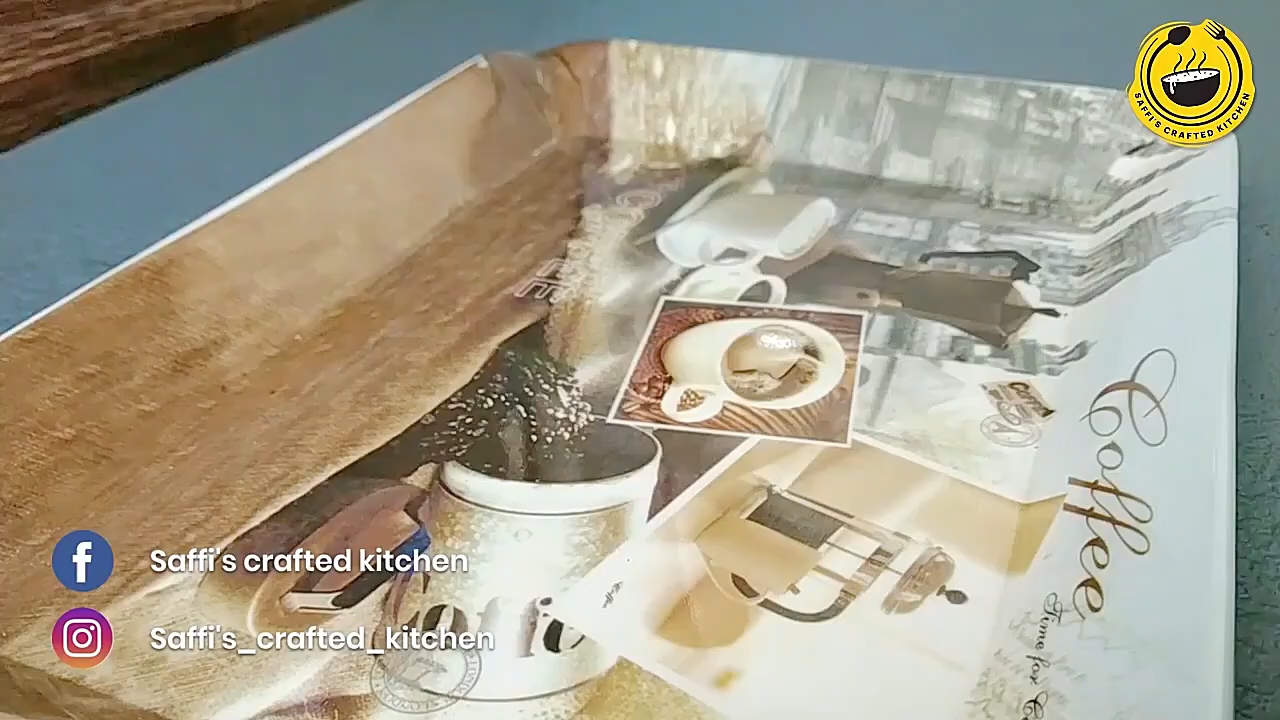 SAFFI'S CRAFTED KITCHEN
Coffee
Time for
Saffi's crafted kitchen
Saffi's_crafted_kitchen